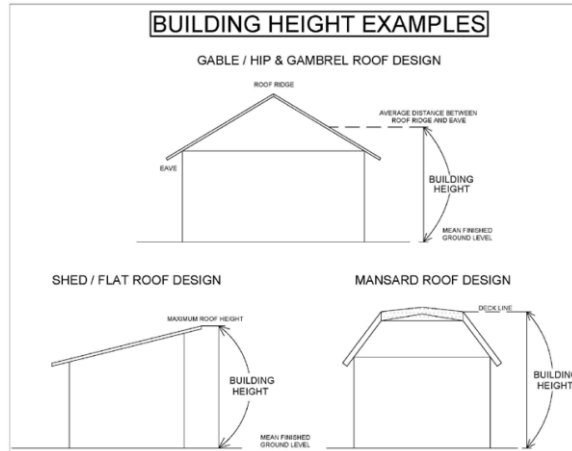 BUILDING HEIGHT EXAMPLES
GABLE / HIP & GAMBREL ROOF DESIGN
ROOF RIDGE
AVERAGE DISTANCE BETWEEN
ROOF RIDGE AND EAVE
EAVE
BUILDING
HEIGHT
MEAN FINISHED
GROUND LEVEL
SHED / FLAT ROOF DESIGN
MAXIMUM ROOF HEIGHT
BUILDING
HEIGHT
MEAN FINISHED
GROUND LEVEL
MANSARD ROOF DESIGN
DECK LINE
BUILDING
HEIGHT